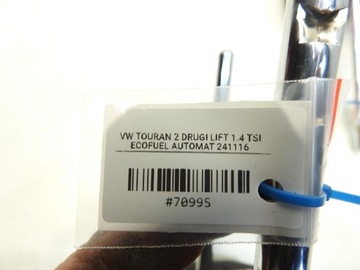 VW TOURAN 2 DRUGI LIFT 1.4 TSI
ECOFUEL AUTOMAT 241116
#70995